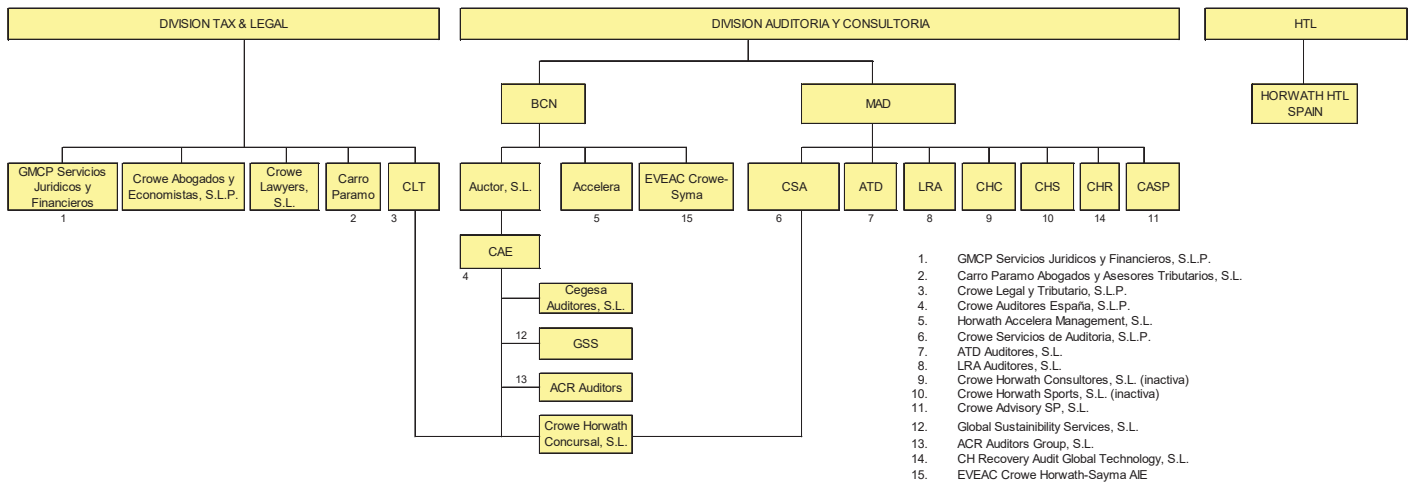 DIVISION TAX & LEGAL
DIVISION AUDITORIA Y CONSULTORIA
HTL
BCN
MAD
HORWATH HTL
SPAIN
GMCP Servicios
Juridicos y
Financieros
1
Crowe Abogados y
Economistas, S.L.P.
Crowe
Lawyers,
S.L.
Carro
Paramo
2
CLT
3
Auctor, S.L.
Accelera
5
EVEAC Crowe-
Syma
15
CSA
6
ATD
7
LRA
8
CHC
9
CHS
10
CHR
14
CASP
11
CAE
4
Cegesa
Auditores, S.L.
12
GSS
13
ACR Auditors
Crowe Horwath
Concursal, S.L.
1. GMCP Servicios Juridicos y Financieros, S.L.P.
2. Carro Paramo Abogados y Asesores Tributarios, S.L.
3. Crowe Legal y Tributario, S.L.P.
4. Crowe Auditores España, S.L.P.
5. Horwath Accelera Management, S.L.
6. Crowe Servicios de Auditoria, S.L.P.
7. ATD Auditores, S.L.
8. LRA Auditores, S.L.
9. Crowe Horwath Consultores, S.L. (inactiva)
10. Crowe Horwath Sports, S.L. (inactiva)
11. Crowe Advisory SP, S.L.
12. Global Sustainibility Services, S.L.
13. ACR Auditors Group, S.L.
14. CH Recovery Audit Global Technology, S.L.
15. EVEAC Crowe Horwath-Sayma AIE